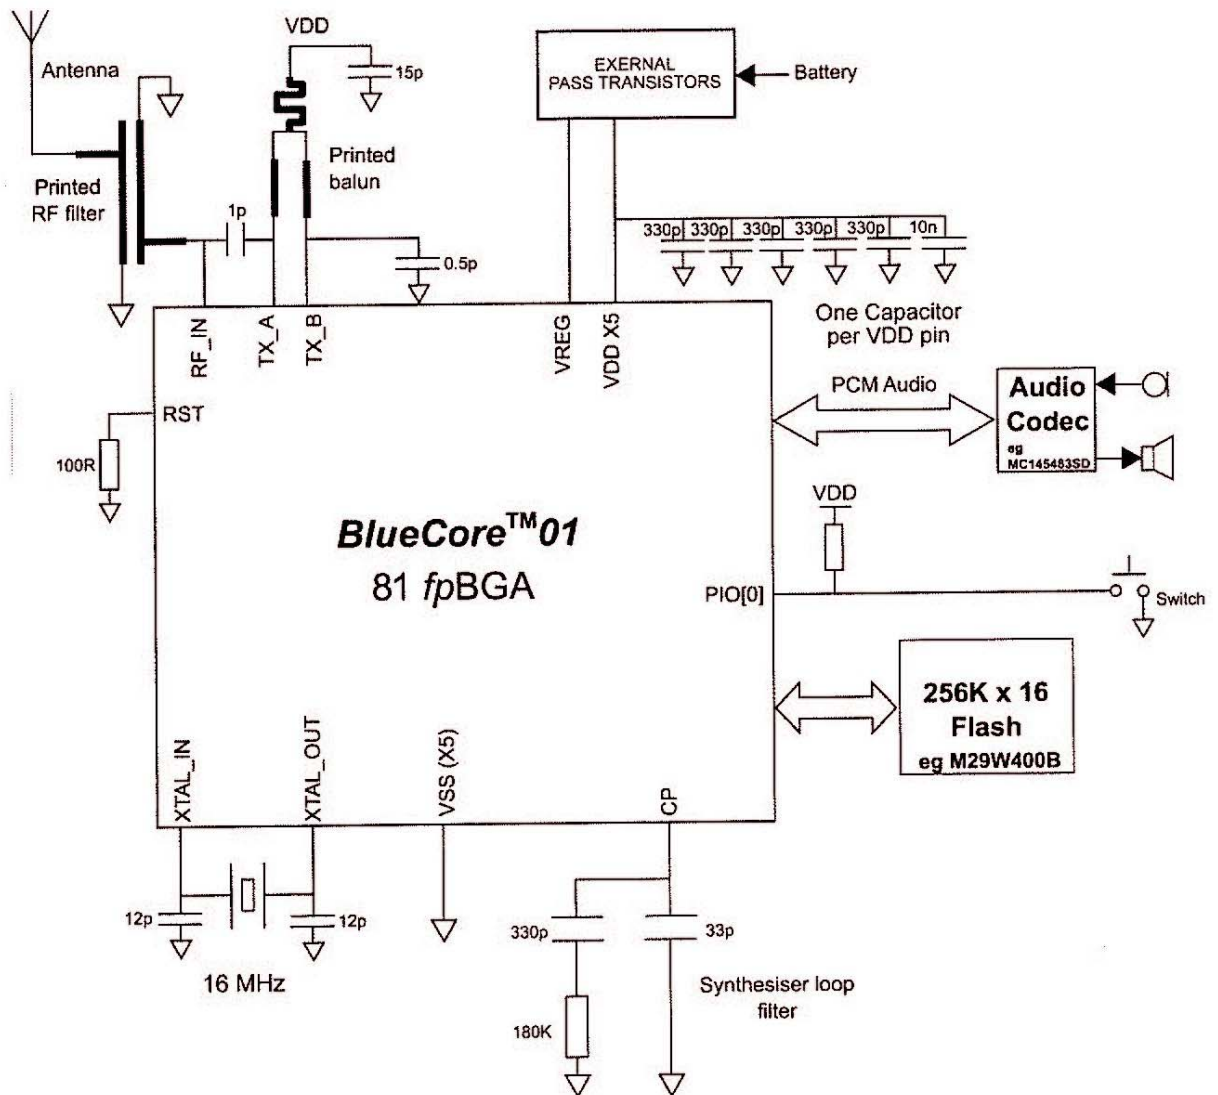 VDD
EXERNAL
PASS TRANSISTORS
Battery
Antenna
15p
Printed
balun
Printed
RF filter
1p
0.5p
330p
330p
330p
330p
330p
10n
One Capacitor
per VDD pin
RF_IN
TX_A
TX_B
VREG
VDD X5
PCM Audio
Audio
Codec
eg
MC145483SD
RST
100R
VDD
BlueCore™01
81 fpBGA
PIO[0]
Switch
256K x 16
Flash
eg M29W400B
XTAL_IN
XTAL_OUT
VSS (X5)
CP
12p
12p
16 MHz
330p
33p
Synthesiser loop
filter
180K